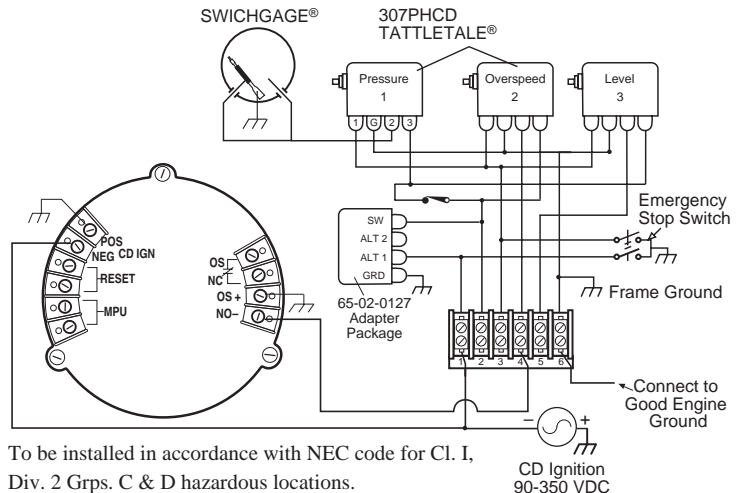 SWICHGAGE®
307PHCD
TATTLETALE®
Pressure
1
Overspeed
2
Level
3
1 G 2 3
POS
NEG CD IGN
RESET
MPU
OS
NC
OS +
NO–
SW
ALT 2
ALT 1
GRD
65-02-0127
Adapter
Package
Emergency
Stop Switch
Frame Ground
1 2 3 4 5 6
Connect to
Good Engine
Ground
– +
CD Ignition
90-350 VDC
To be installed in accordance with NEC code for Cl. I,
Div. 2 Grps. C & D hazardous locations.